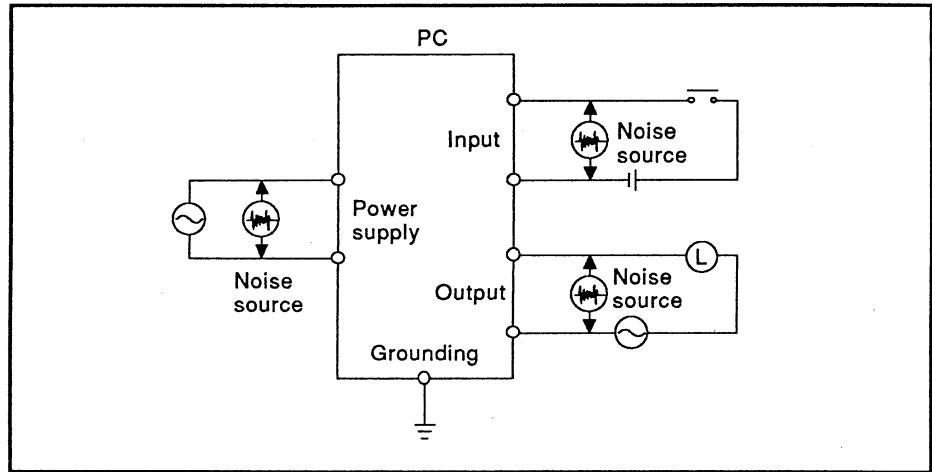 PC
Input
Noise
source
Power
supply
Noise
source
Output
Noise
source
L
Grounding